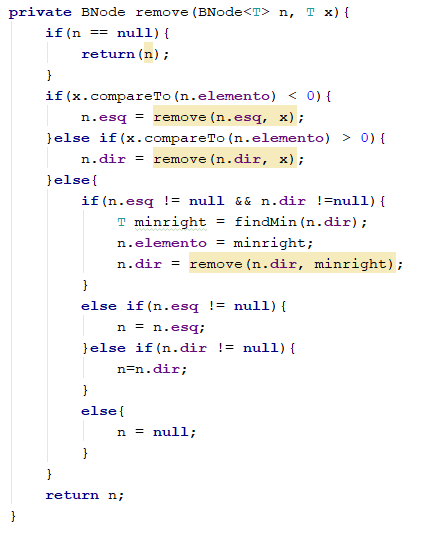 private BNode remove(BNode<T> n, T x){
    if(n == null){
        return(n);
    }
    if(x.compareTo(n.elemento) < 0){
        n.esq = remove(n.esq, x);
    }else if(x.compareTo(n.elemento) > 0){
        n.dir = remove(n.dir, x);
    }else{
        if(n.esq != null && n.dir !=null){
            T minright = findMin(n.dir);
            n.elemento = minright;
            n.dir = remove(n.dir, minright);
        }
        else if(n.esq != null){
            n = n.esq;
        }else if(n.dir != null){
            n=n.dir;
        }
        else{
            n = null;
        }
    }
    return n;
}